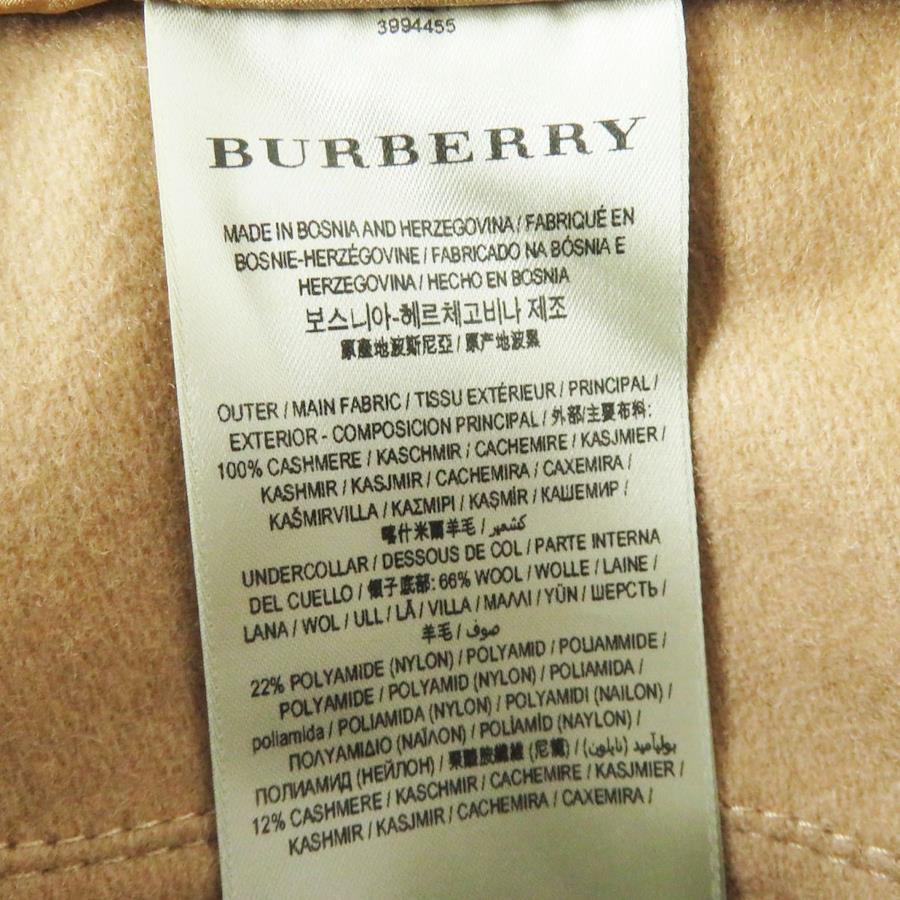 3994455
BURBERRY
MADE IN BOSNIA AND HERZEGOVINA / FABRIQUÉ EN
BOSNIE-HERZÉGOVINE / FABRICADO NA BÓSNIA E
HERZEGOVINA / HECHO EN BOSNIA
보스니아-헤르체고비나 제조
原產地波斯尼亞 / 原产地波黑
OUTER / MAIN FABRIC / TISSU EXTÉRIEUR / PRINCIPAL /
EXTERIOR - COMPOSICION PRINCIPAL / 外部/主要布料:
100% CASHMERE / KASCHMIR / CACHEMIRE / KASJMIER /
KASHMIR / KASJMIR / CACHEMIRA / CAXEMIRA /
KAŠMIRVILLA / ΚΑΣΜΙΡΙ / KAŞMİR / КАШЕМИР /
喀什米爾羊毛 / كشمير
UNDERCOLLAR / DESSOUS DE COL / PARTE INTERNA
DEL CUELLO / 領子底部: 66% WOOL / WOLLE / LAINE /
LANA / WOL / ULL / LÃ / VILLA / ΜΑΛΛΙ / YÜN / ШЕРСТЬ /
羊毛 / صوف
22% POLYAMIDE (NYLON) / POLYAMID / POLIAMMIDE /
POLYAMIDE / POLYAMID (NYLON) / POLIAMIDA /
poliamida / POLIAMIDA (NYLON) / POLYAMIDI (NAILON) /
ΠΟΛΥΑΜΙΔΙΟ (ΝΑΪΛΟΝ) / POLİAMİD (NAYLON) /
ПОЛИАМИД (НЕЙЛОН) / 聚醯胺纖維 (尼龍) / بوليأميد (نايلون) /
12% CASHMERE / KASCHMIR / CACHEMIRE / KASJMIER /
KASHMIR / KASJMIR / CACHEMIRA / CAXEMIRA /